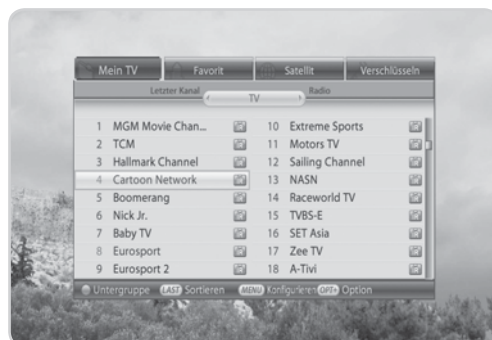 Mein TV Favorit Satellit Verschlüsseln
Letzter Kanal TV Radio
1 MGM Movie Chan... 10 Extreme Sports
2 TCM 11 Motors TV
3 Hallmark Channel 12 Sailing Channel
4 Cartoon Network 13 NASN
5 Boomerang 14 Raceworld TV
6 Nick Jr. 15 TVBS-E
7 Baby TV 16 SET Asia
8 Eurosport 17 Zee TV
9 Eurosport 2 18 A-Tivi
Untergruppe LAST Sortieren MENU Konfigurieren OPT+ Option